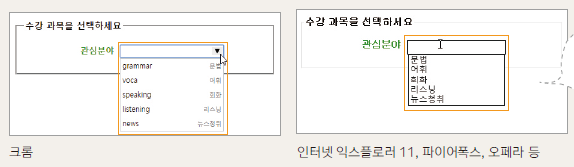 수강 과목을 선택하세요
관심분야
grammar 문법
voca 어휘
speaking 회화
listening 리스닝
news 뉴스청취
크롬
수강 과목을 선택하세요
관심분야
문법
어휘
회화
리스닝
뉴스청취
인터넷 익스플로러 11, 파이어폭스, 오페라 등